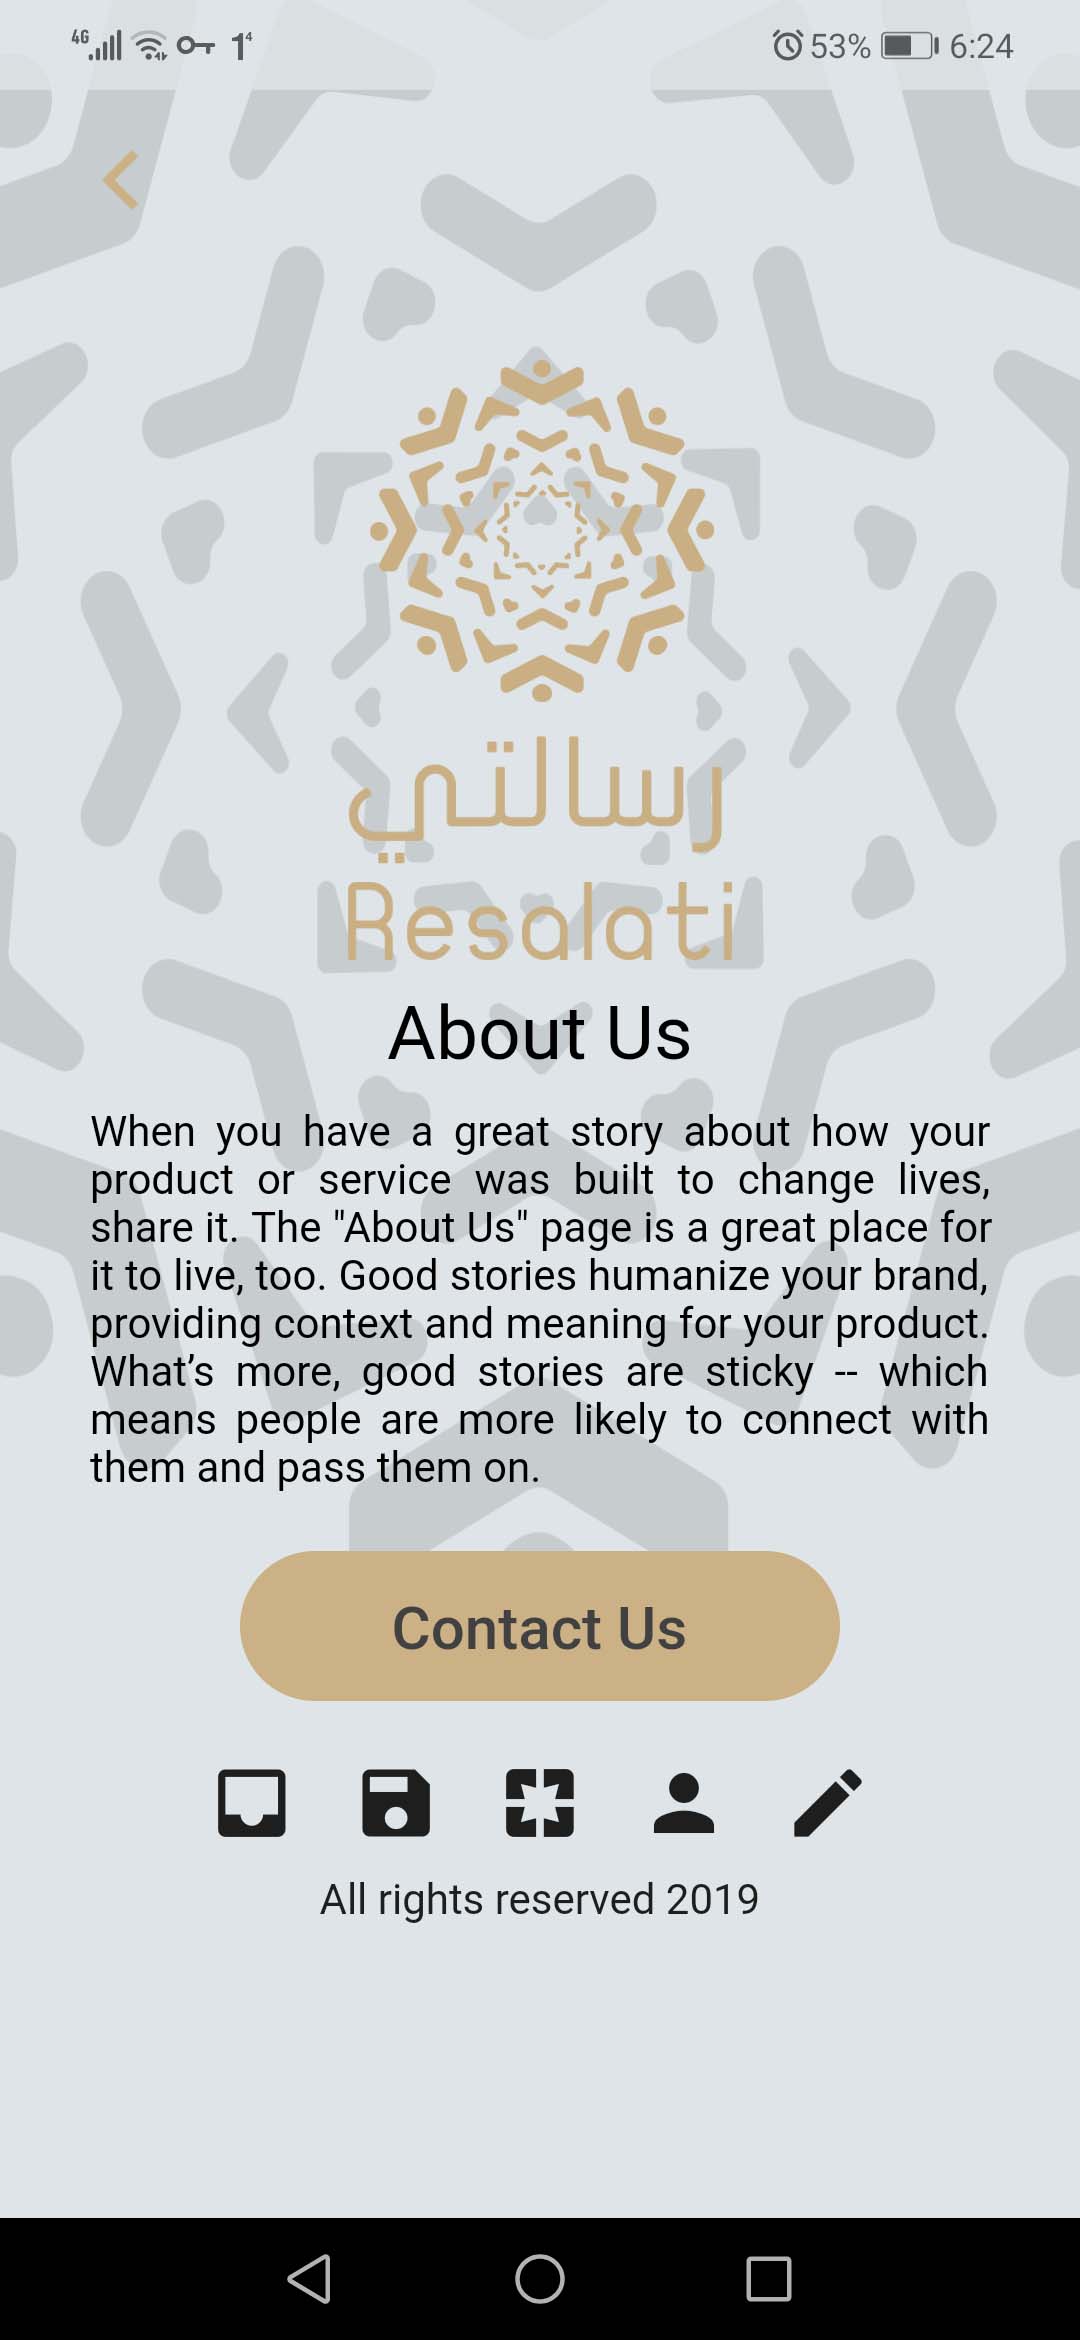 4G 1 4 53% 6:24
رسالتي
Resalati
About Us
When you have a great story about how your
product or service was built to change lives,
share it. The "About Us" page is a great place for
it to live, too. Good stories humanize your brand,
providing context and meaning for your product.
What’s more, good stories are sticky -- which
means people are more likely to connect with
them and pass them on.
Contact Us
All rights reserved 2019